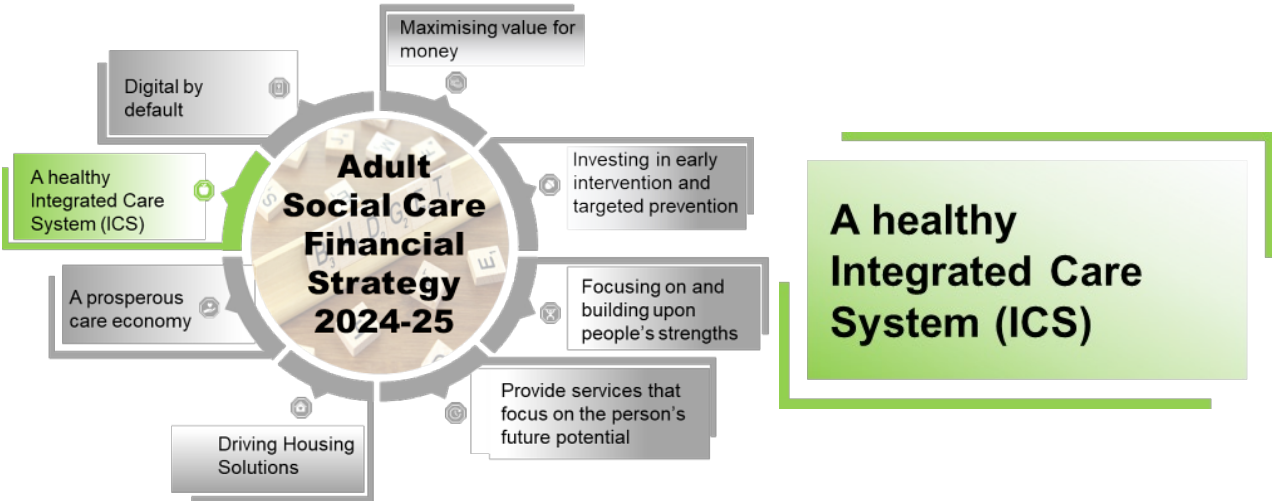 Maximising value for
money
Digital by
default
A healthy
Integrated Care
System (ICS)
A prosperous
care economy
Driving Housing
Solutions
Adult
Social Care
Financial
Strategy
2024-25
Investing in early
intervention and
targeted prevention
Focusing on and
building upon
people's strengths
Provide services that
focus on the person's
future potential
A healthy
Integrated Care
System (ICS)